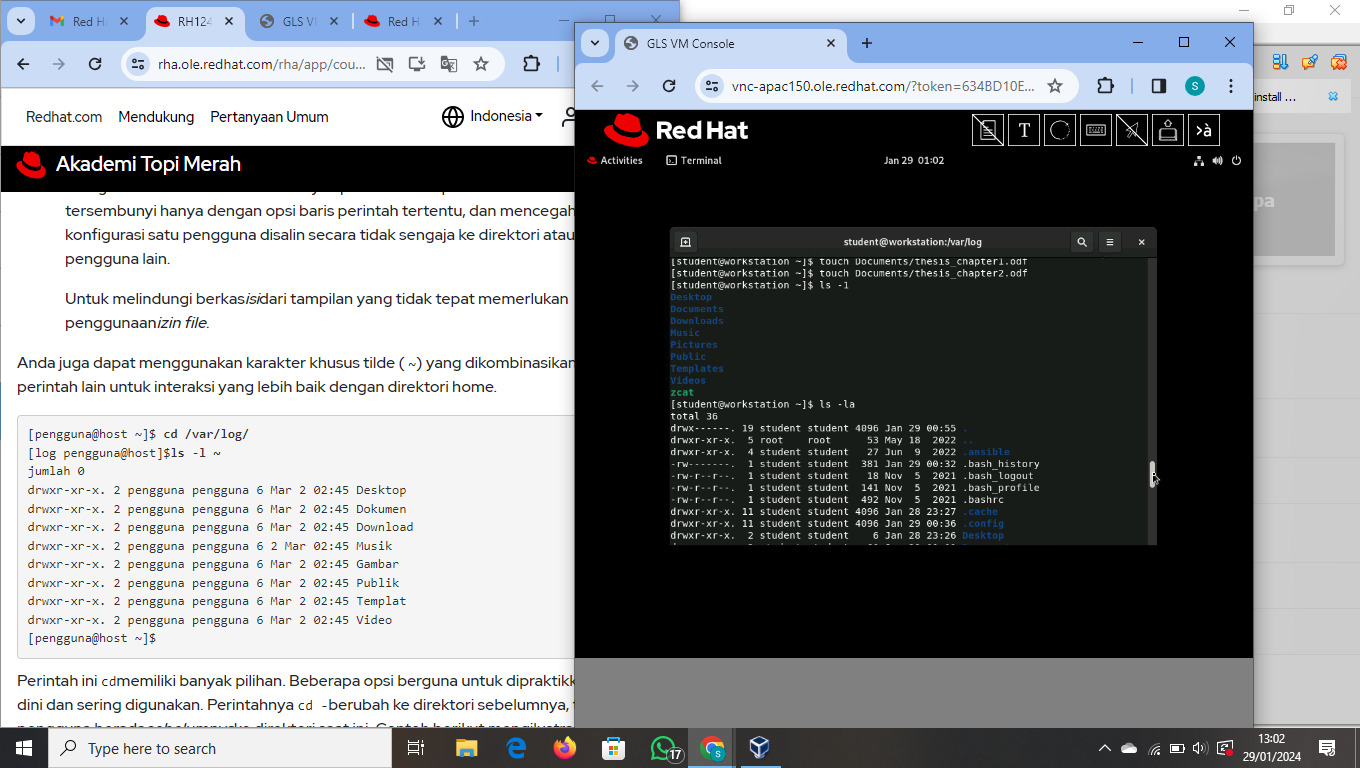 Red Ha
RH124
GLS VI
Red H
rha.ole.redhat.com/rha/app/cou...
Redhat.com
Pertanyaan Umum
Mendukung
Indonesia
Akademi Topi Merah
tersembunyi hanya dengan opsi baris perintah tertentu, dan mencegah
konfigurasi satu pengguna disalin secara tidak sengaja ke direktori atau
pengguna lain.
Untuk melindungi berkasisidari tampilan yang tidak tepat memerlukan
penggunaanizin file.
Anda juga dapat menggunakan karakter khusus tilde ( ~) yang dikombinasikan
perintah lain untuk interaksi yang lebih baik dengan direktori home.
[pengguna@host ~]$ cd /var/log/
[log pengguna@host]$ls -l ~
jumlah 0
drwxr-xr-x. 2 pengguna pengguna 6 Mar 2 02:45 Desktop
drwxr-xr-x. 2 pengguna pengguna 6 Mar 2 02:45 Dokumen
drwxr-xr-x. 2 pengguna pengguna 6 Mar 2 02:45 Download
drwxr-xr-x. 2 pengguna pengguna 6 2 Mar 02:45 Musik
drwxr-xr-x. 2 pengguna pengguna 6 Mar 2 02:45 Gambar
drwxr-xr-x. 2 pengguna pengguna 6 Mar 2 02:45 Publik
drwxr-xr-x. 2 pengguna pengguna 6 Mar 2 02:45 Templat
drwxr-xr-x. 2 pengguna pengguna 6 Mar 2 02:45 Video
[pengguna@host ~]$
Perintah ini cdmemiliki banyak pilihan. Beberapa opsi berguna untuk dipraktikk
dini dan sering digunakan. Perintahnya cd -berubah ke direktori sebelumnya,
GLS VM Console
vnc-apac150.ole.redhat.com/?token=634BD10E...
S
Red Hat
T
>à
Activities
Terminal
Jan 29 01:02
student@workstation:/var/log
[student@workstation ~]$ touch Documents/thesis_chapter1.odf
[student@workstation ~]$ touch Documents/thesis_chapter2.odf
[student@workstation ~]$ ls -1
Desktop
Documents
Downloads
Music
Pictures
Public
Templates
Videos
zcat
[student@workstation ~]$ ls -la
total 36
drwx------. 19 student student 4096 Jan 29 00:55 .
drwxr-xr-x. 5 root root 53 May 18 2022 ..
drwxr-xr-x. 4 student student 27 Jun 9 2022 .ansible
-rw-------. 1 student student 381 Jan 29 00:32 .bash_history
-rw-r--r--. 1 student student 18 Nov 5 2021 .bash_logout
-rw-r--r--. 1 student student 141 Nov 5 2021 .bash_profile
-rw-r--r--. 1 student student 492 Nov 5 2021 .bashrc
drwxr-xr-x. 11 student student 4096 Jan 28 23:27 .cache
drwxr-xr-x. 11 student student 4096 Jan 29 00:36 .config
drwxr-xr-x. 2 student student 6 Jan 28 23:26 Desktop
install ...
pa
Type here to search
17
S
13:02
29/01/2024